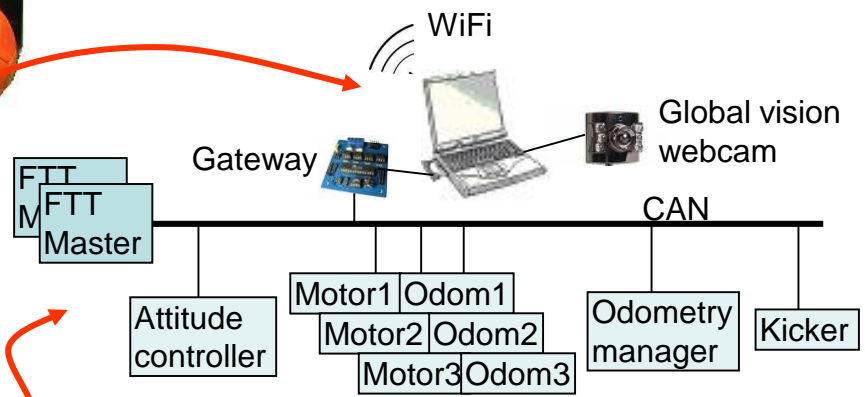 WiFi
Global vision
webcam
Gateway
CAN
FTT
M
FTT
Master
Attitude
controller
Motor1
Odom1
Motor2
Odom2
Motor3
Odom3
Odometry
manager
Kicker